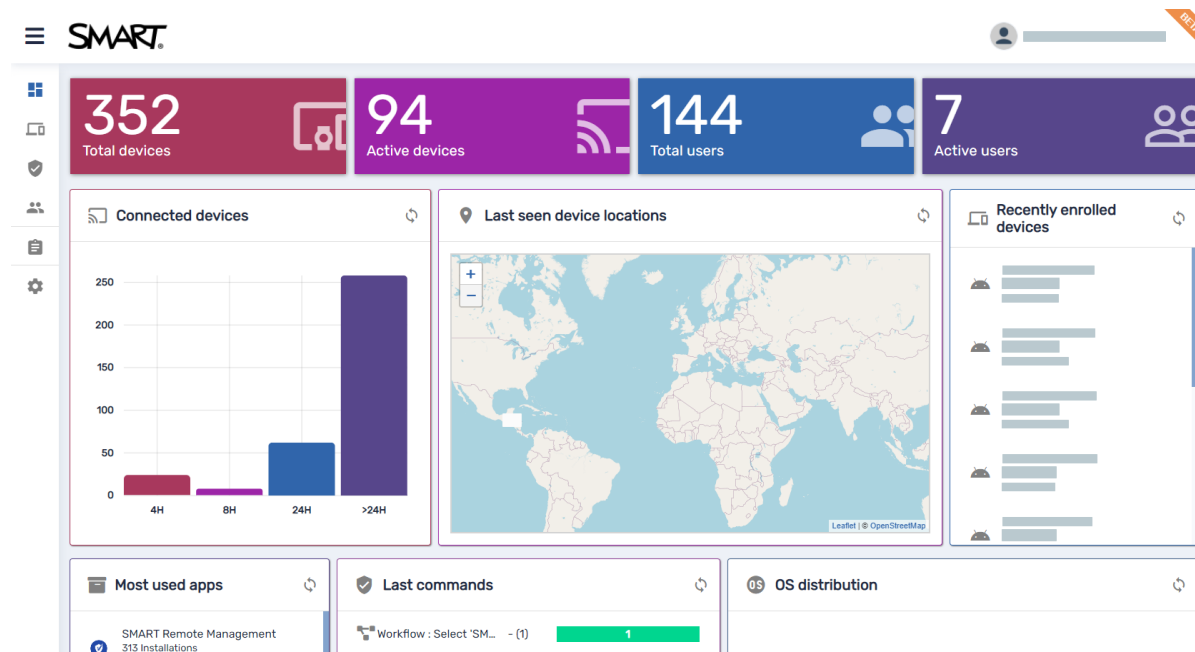 SMART
BETA
352
Total devices
94
Active devices
144
Total users
7
Active users
Connected devices
250
200
150
100
50
0
4H 8H 24H >24H
Last seen device locations
+
−
Leaflet | © OpenStreetMap
Recently enrolled
devices
Most used apps
SMART Remote Management
313 Installations
Last commands
Workflow : Select 'SM... - (1)
1
OS OS distribution